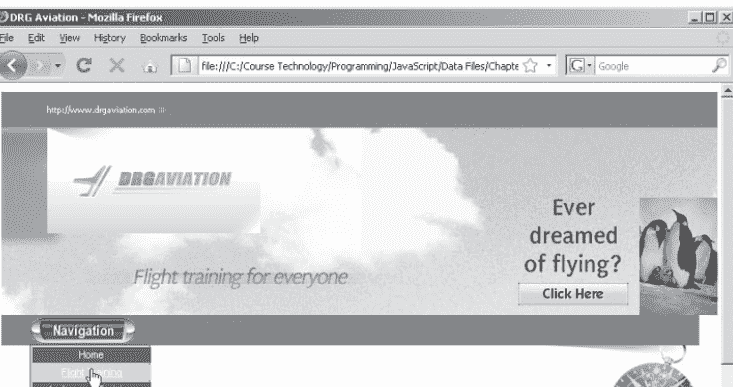 DRG Aviation - Mozilla Firefox
File Edit View History Bookmarks Tools Help
file:///C:/Course Technology/Programming/JavaScript/Data Files/Chapte
G Google
http://www.drgaviation.com
DRGAVIATION
Ever
dreamed
of flying?
Flight training for everyone
Click Here
Navigation
Home
Flight